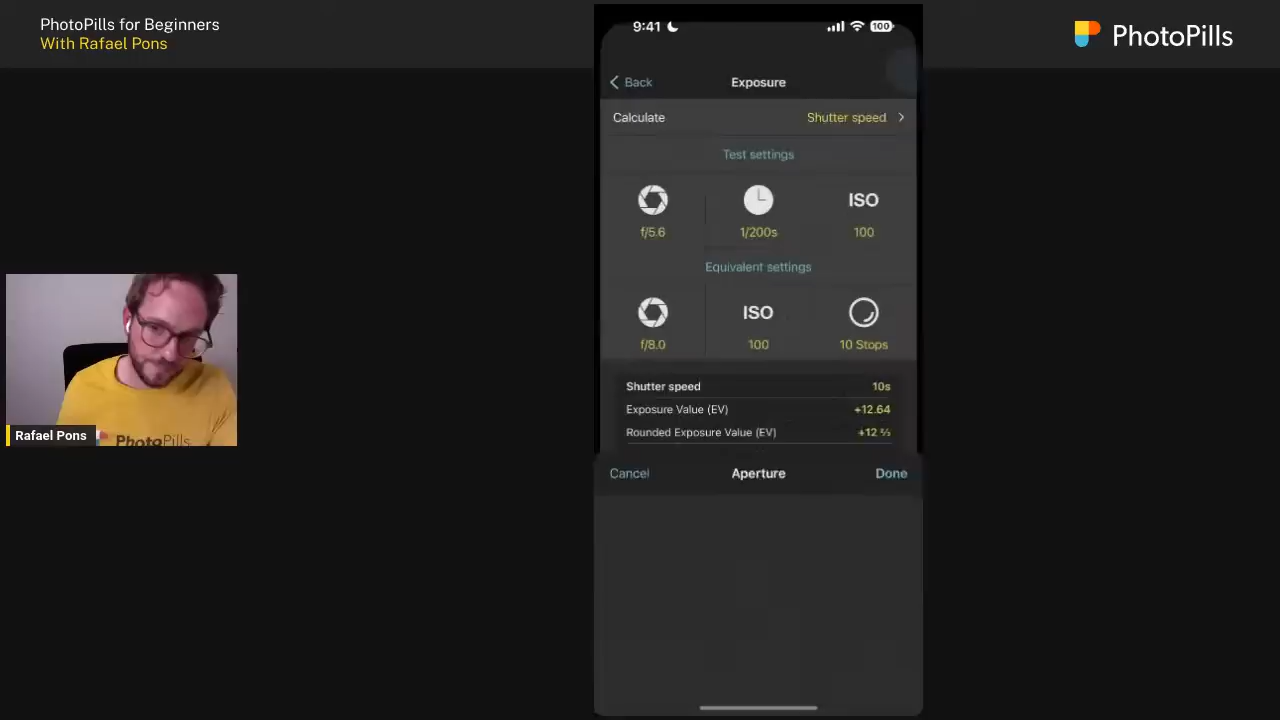 PhotoPills for Beginners
With Rafael Pons
PhotoPills
9:41
100
Back
Exposure
Calculate
Shutter speed
Test settings
ISO
f/5.6
1/200s
100
Equivalent settings
ISO
f/8.0
100
10 Stops
Shutter speed
10s
Exposure Value (EV)
+12.64
Rounded Exposure Value (EV)
+12 ⅔
Cancel
Aperture
Done
Rafael Pons
PhotoPills